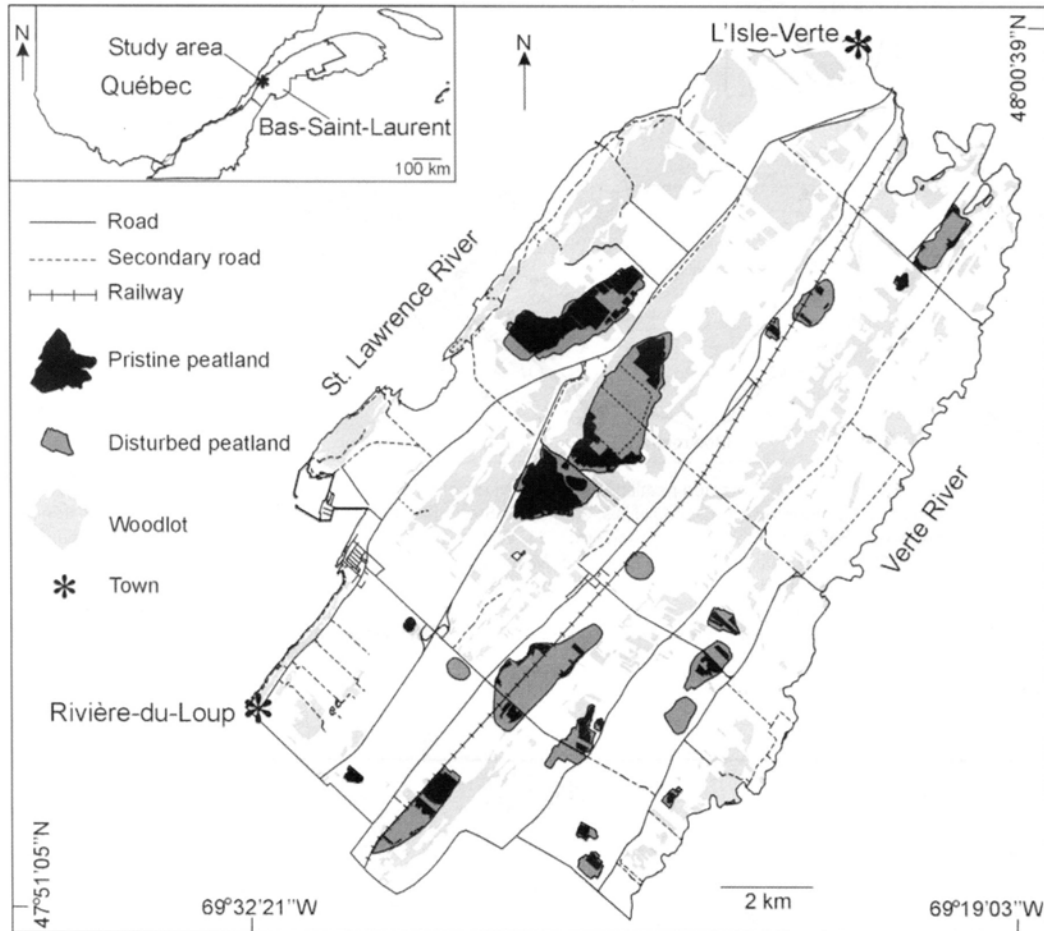 N
Study area
Québec
Bas-Saint-Laurent
100 km
N
L'Isle-Verte
48°00'39"N
Road
Secondary road
Railway
Pristine peatland
Disturbed peatland
Woodlot
Town
St. Lawrence River
Verte River
Rivière-du-Loup
47°51'05"N
69°32'21"W
2 km
69°19'03"W